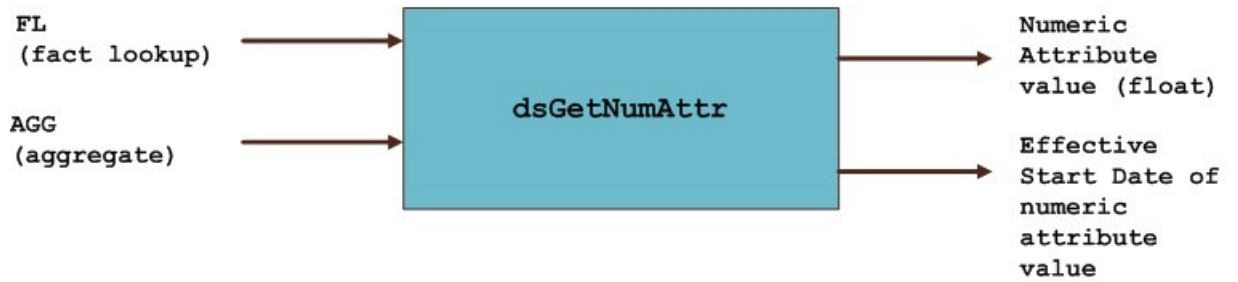 FL
(fact lookup)
AGG
(aggregate)
dsGetNumAttr
Numeric
Attribute
value (float)
Effective
Start Date of
numeric
attribute
value